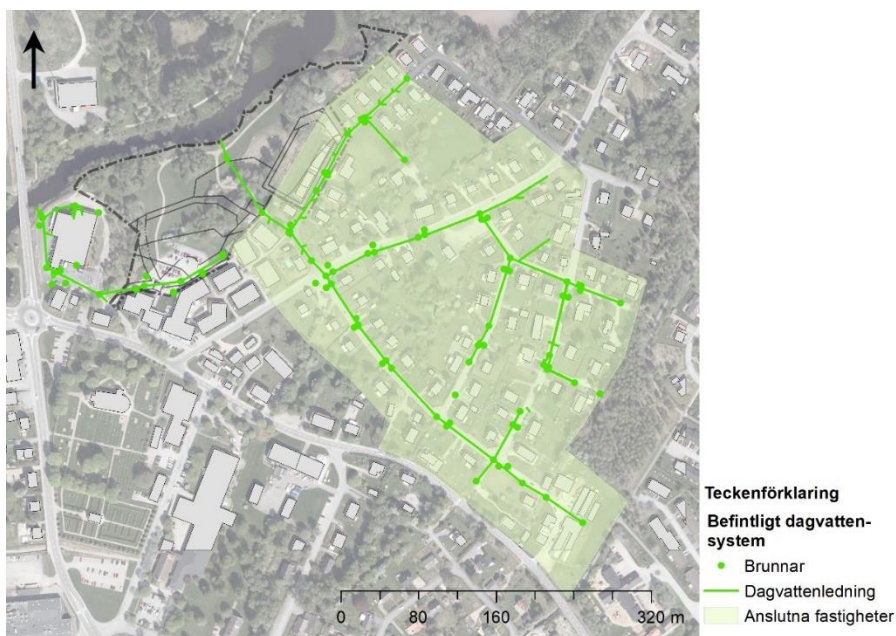 Teckenförklaring
Befintligt dagvatten-
system
Brunnar
Dagvattenledning
Anslutna fastigheter
0 80 160 320 m